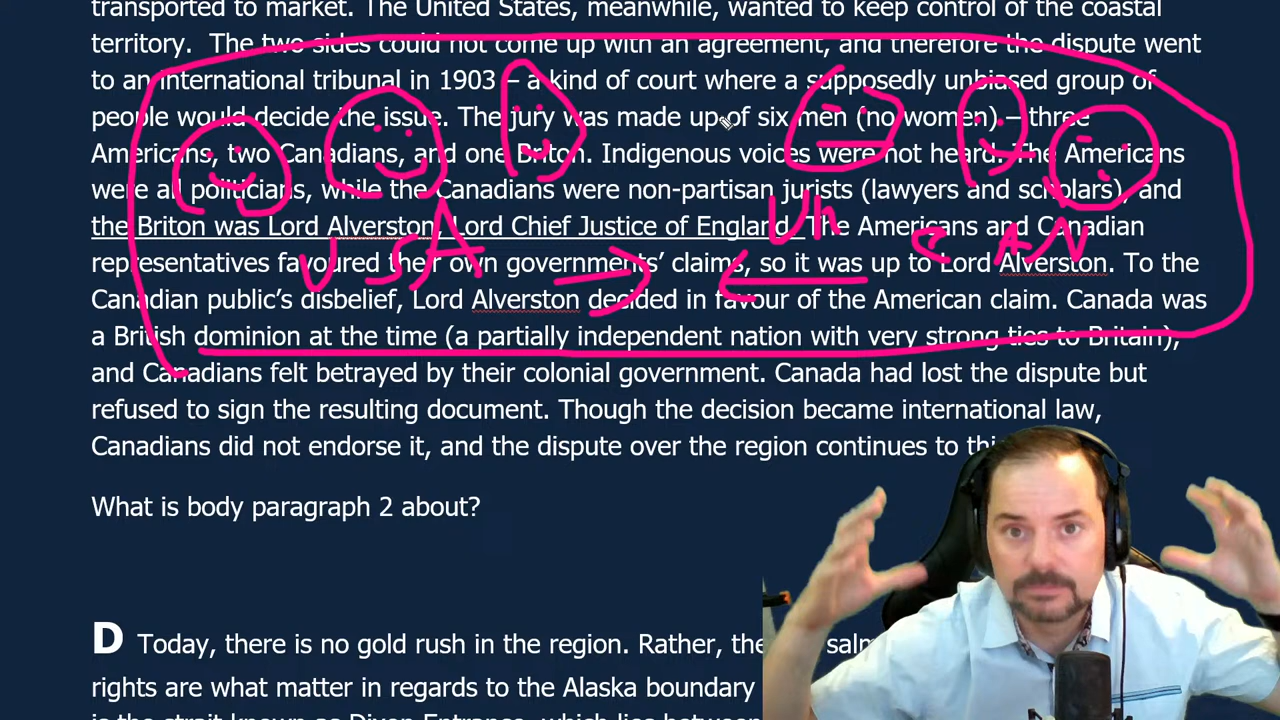 transported to market. The United States, meanwhile, wanted to keep control of the coastal
territory. The two sides could not come up with an agreement, and therefore the dispute went
to an international tribunal in 1903 – a kind of court where a supposedly unbiased group of
people would decide the issue. The jury was made up of six men (no women) – three
Americans, two Canadians, and one Briton. Indigenous voices were not heard. The Americans
were all politicians, while the Canadians were non-partisan jurists (lawyers and scholars), and
the Briton was Lord Alverston, Lord Chief Justice of England. The Americans and Canadian
representatives favoured their own governments’ claims, so it was up to Lord Alverston. To the
Canadian public’s disbelief, Lord Alverston decided in favour of the American claim. Canada was
a British dominion at the time (a partially independent nation with very strong ties to Britain),
and Canadians felt betrayed by their colonial government. Canada had lost the dispute but
refused to sign the resulting document. Though the decision became international law,
Canadians did not endorse it, and the dispute over the region continues to
USA
CAN
What is body paragraph 2 about?
D Today, there is no gold rush in the region. Rather,
rights are what matter in regards to the Alaska boundary
is the strait known as Dixon Entrance, which lies between